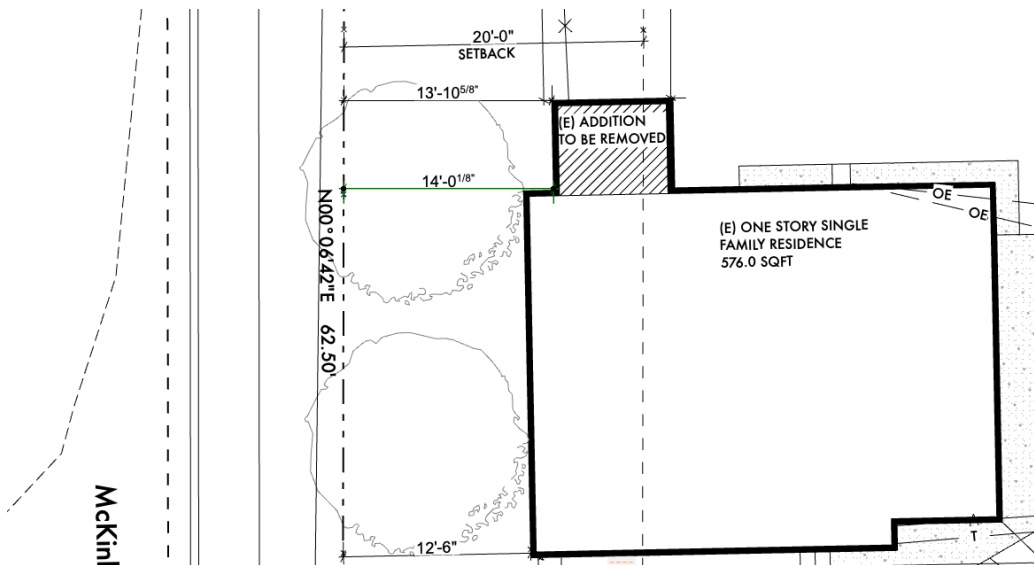 20'-0"
SETBACK
13'-10 5/8"
(E) ADDITION
TO BE REMOVED
14'-0 1/8"
N00°06'42"E 62.50'
OE
OE
(E) ONE STORY SINGLE
FAMILY RESIDENCE
576.0 SQFT
McKinl
12'-6"
T